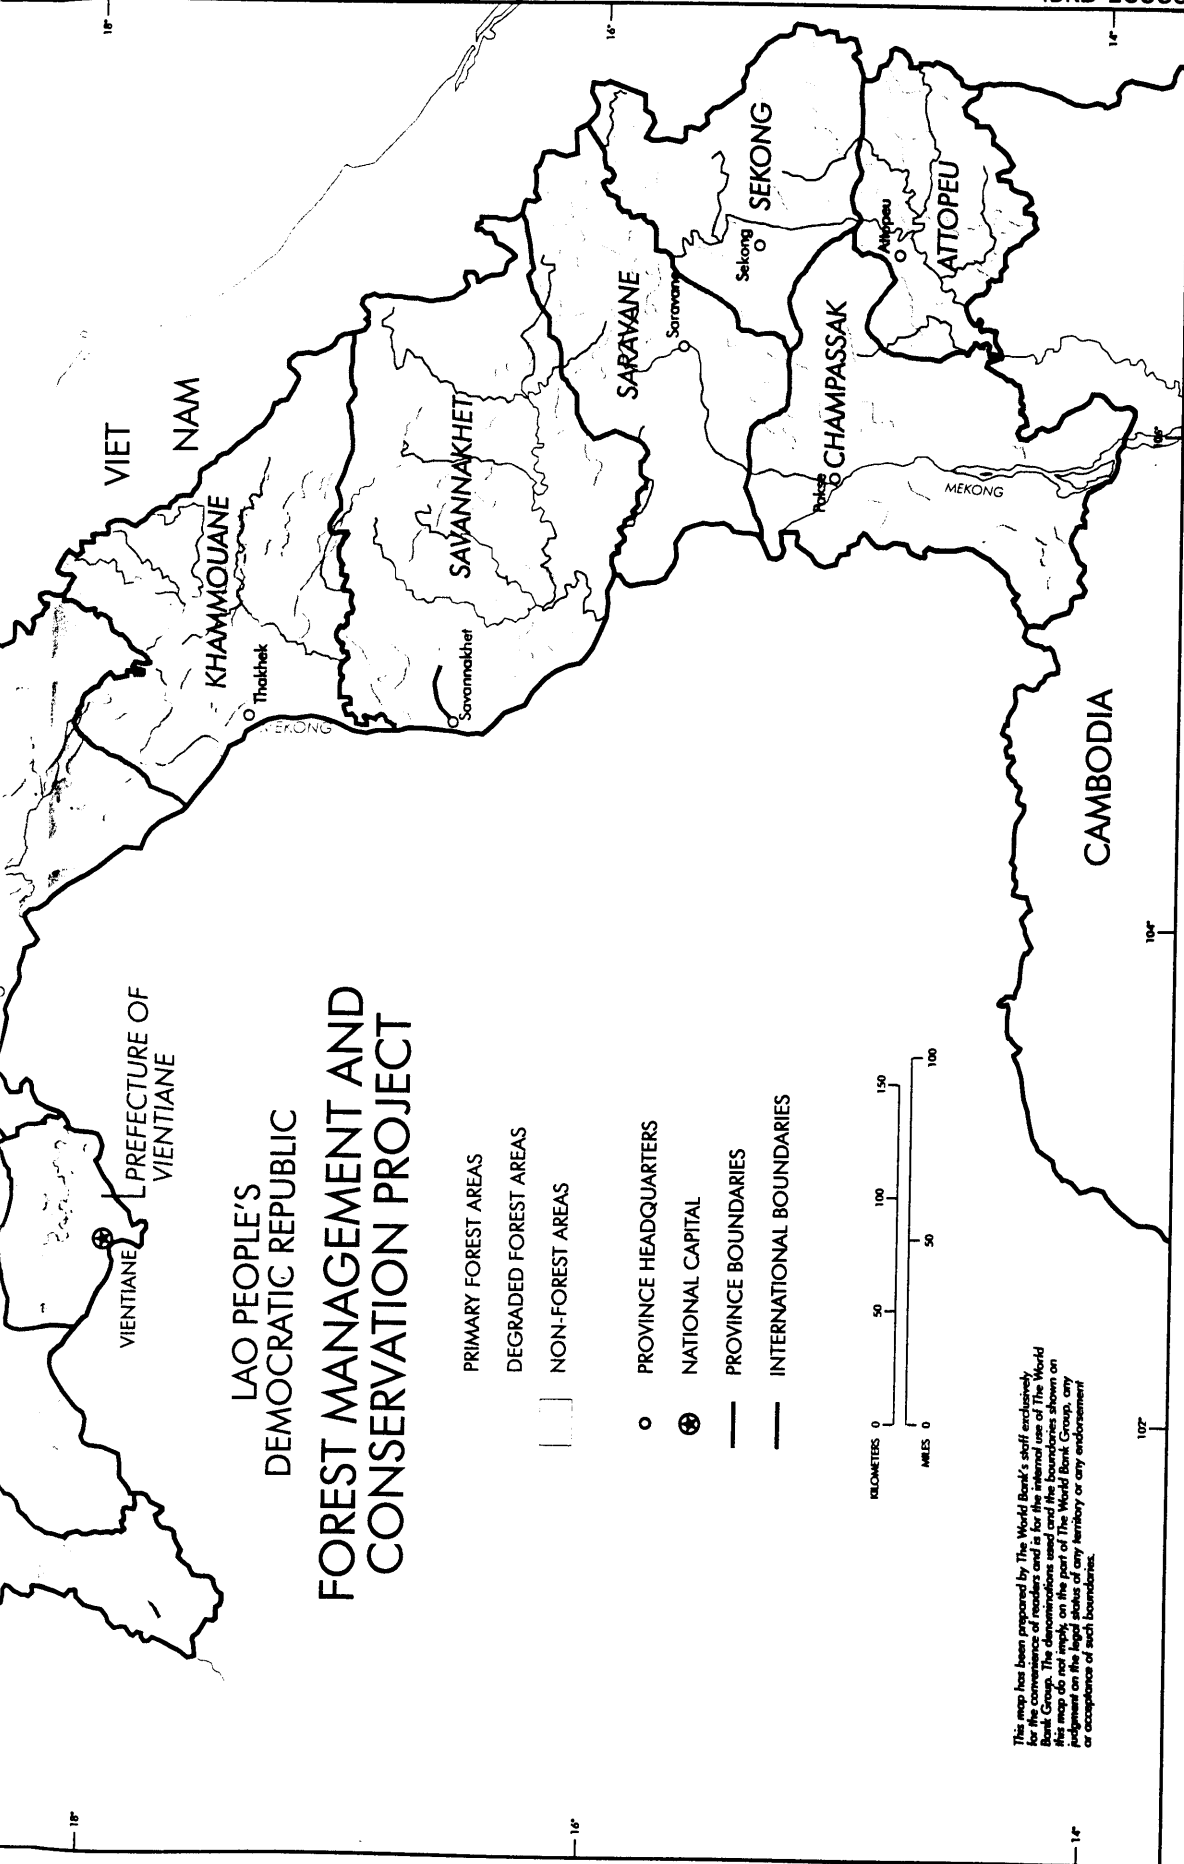 LAO PEOPLE'S
DEMOCRATIC REPUBLIC
FOREST MANAGEMENT AND
CONSERVATION PROJECT
PRIMARY FOREST AREAS
DEGRADED FOREST AREAS
NON-FOREST AREAS
PROVINCE HEADQUARTERS
NATIONAL CAPITAL
PROVINCE BOUNDARIES
INTERNATIONAL BOUNDARIES
KILOMETERS 0 50 100 150
MILES 0 50 100
This map has been prepared by The World Bank's staff exclusively
for the convenience of readers and is for the internal use of The World
Bank Group. The denominations used and the boundaries shown on
this map do not imply, on the part of The World Bank Group, any
judgment on the legal status of any territory or any endorsement
or acceptance of such boundaries.
VIENTIANE
PREFECTURE OF
VIENTIANE
VIET
NAM
KHAMMOUANE
Thakhek
MEKONG
SAVANNAKHET
Savannakhet
SARAVANE
Saravane
SEKONG
Sekong
CHAMPASSAK
Pakse
ATTOPEU
Attopeu
MEKONG
CAMBODIA
18°
16°
14°
18°
16°
14°
102°
104°
106°